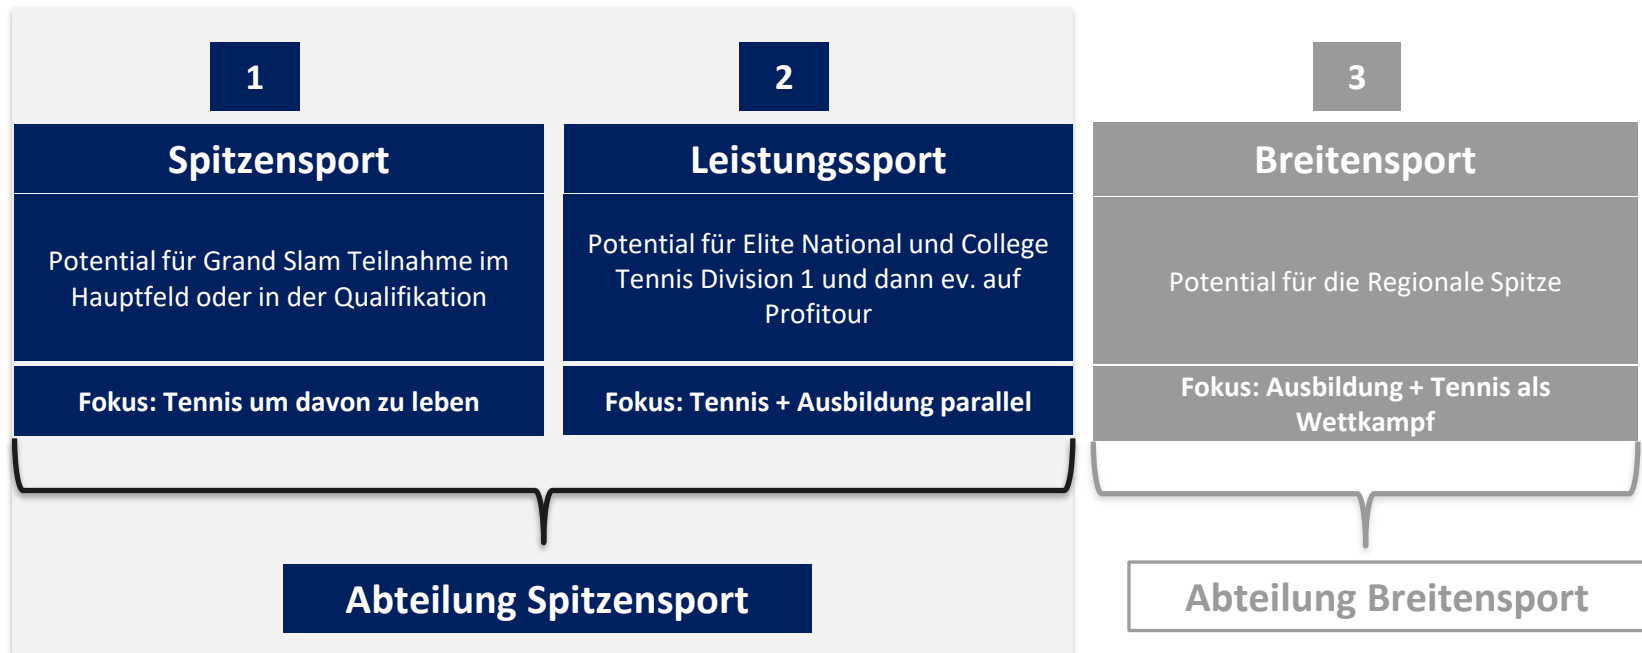 1
Spitzensport
Potential für Grand Slam Teilnahme im
Hauptfeld oder in der Qualifikation
Fokus: Tennis um davon zu leben
2
Leistungssport
Potential für Elite National und College
Tennis Division 1 und dann ev. auf
Profitour
Fokus: Tennis + Ausbildung parallel
3
Breitensport
Potential für die Regionale Spitze
Fokus: Ausbildung + Tennis als
Wettkampf
Abteilung Spitzensport
Abteilung Breitensport